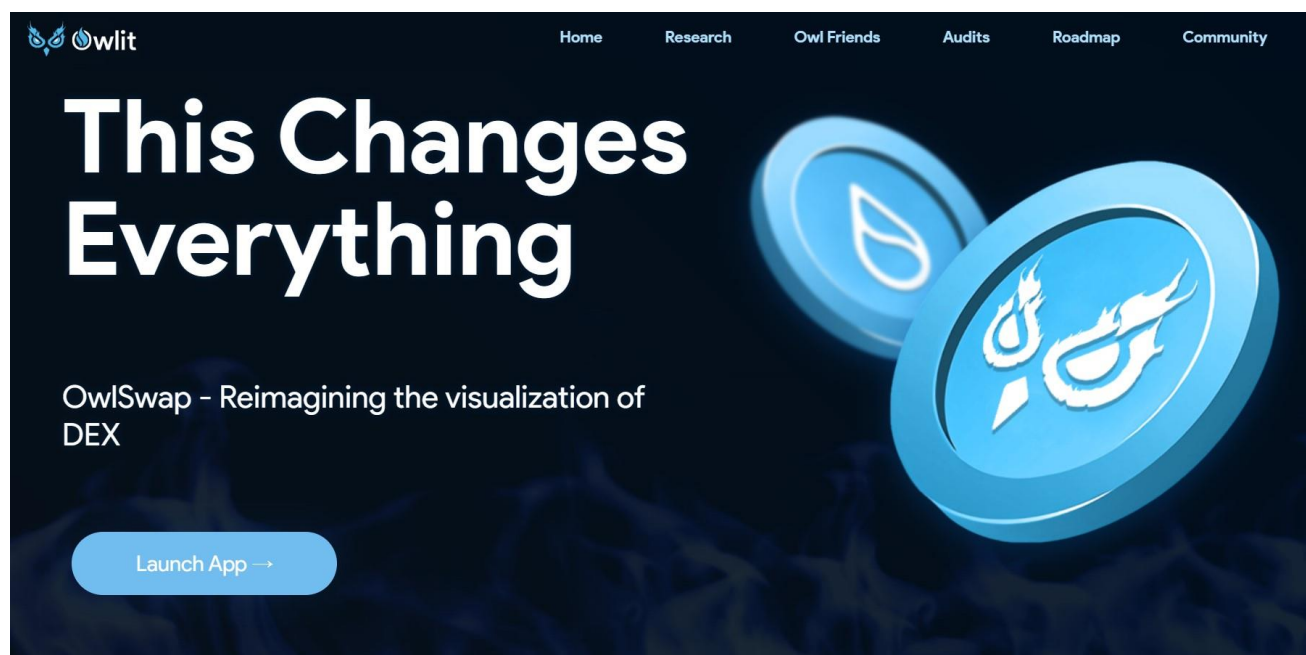 Owlit
Home
Research
Owl Friends
Audits
Roadmap
Community
This Changes
Everything
OwlSwap - Reimagining the visualization of
DEX
Launch App →